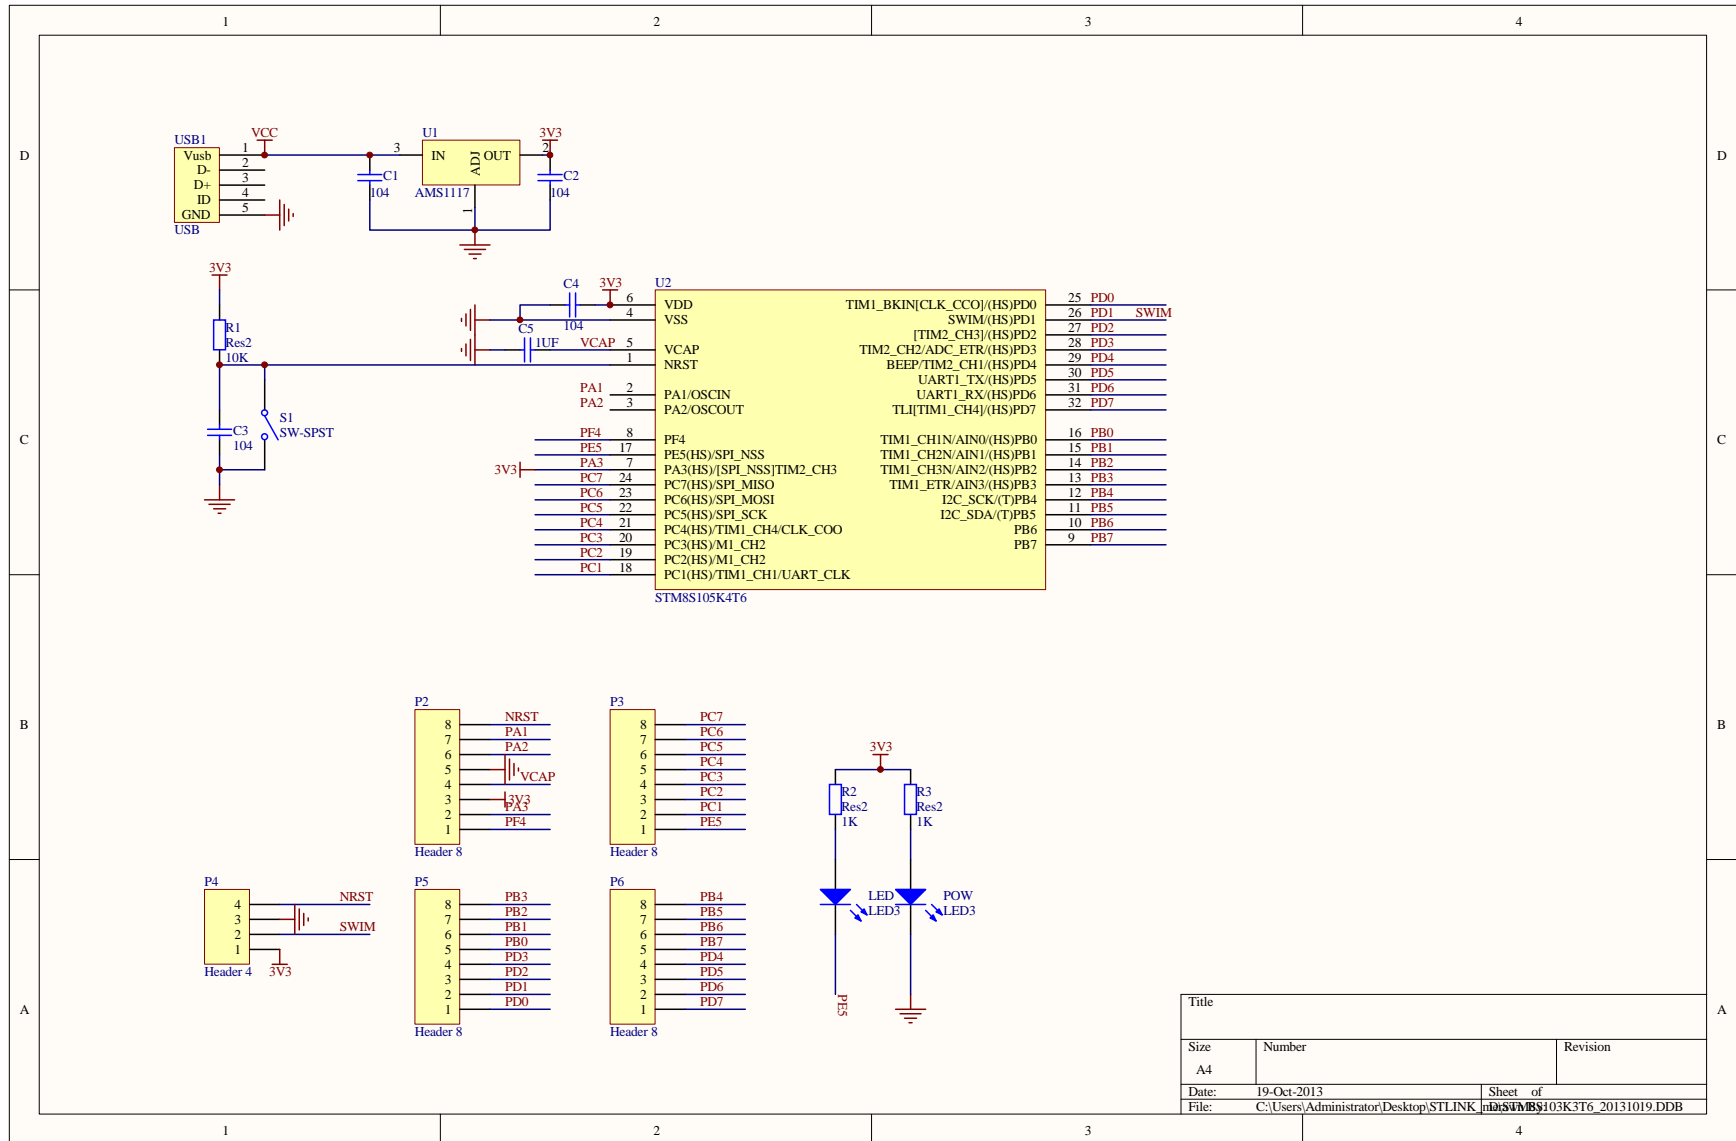 1 2 3 4
D D
C C
B B
A A
USB1
VCC
Vusb 1
D- 2
D+ 3
ID 4
GND 5
USB
U1
3V3
3 IN ADJ OUT 2
AMS1117
1
C1
104
C2
104
3V3
R1
Res2
10K
C3
104
S1
SW-SPST
C4
104
3V3
C5
1UF
VCAP
U2
6 VDD
4 VSS
5 VCAP
1 NRST
PA1 2 PA1/OSCIN
PA2 3 PA2/OSCOUT
PF4 8 PF4
PE5 17 PE5(HS)/SPI_NSS
3V3 PA3 7 PA3(HS)/[SPI_NSS]TIM2_CH3
PC7 24 PC7(HS)/SPI_MISO
PC6 23 PC6(HS)/SPI_MOSI
PC5 22 PC5(HS)/SPI_SCK
PC4 21 PC4(HS)/TIM1_CH4/CLK_COO
PC3 20 PC3(HS)/M1_CH2
PC2 19 PC2(HS)/M1_CH2
PC1 18 PC1(HS)/TIM1_CH1/UART_CLK
TIM1_BKIN[CLK_CCO]/(HS)PD0 25 PD0
SWIM/(HS)PD1 26 PD1 SWIM
[TIM2_CH3]/(HS)PD2 27 PD2
TIM2_CH2/ADC_ETR/(HS)PD3 28 PD3
BEEP/TIM2_CH1/(HS)PD4 29 PD4
UART1_TX/(HS)PD5 30 PD5
UART1_RX/(HS)PD6 31 PD6
TLI[TIM1_CH4]/(HS)PD7 32 PD7
TIM1_CH1N/AIN0/(HS)PB0 16 PB0
TIM1_CH2N/AIN1/(HS)PB1 15 PB1
TIM1_CH3N/AIN2/(HS)PB2 14 PB2
TIM1_ETR/AIN3/(HS)PB3 13 PB3
I2C_SCK/(T)PB4 12 PB4
I2C_SDA/(T)PB5 11 PB5
PB6 10 PB6
PB7 9 PB7
STM8S105K4T6
P2
8 NRST
7 PA1
6 PA2
5
4 VCAP
3 3V3
2 PA3
1 PF4
Header 8
P3
8 PC7
7 PC6
6 PC5
5 PC4
4 PC3
3 PC2
2 PC1
1 PE5
Header 8
3V3
R2
Res2
1K
R3
Res2
1K
LED
LED3
POW
LED3
PE5
P4
4 NRST
3
2 SWIM
1
Header 4 3V3
P5
8 PB3
7 PB2
6 PB1
5 PB0
4 PD3
3 PD2
2 PD1
1 PD0
Header 8
P6
8 PB4
7 PB5
6 PB6
5 PB7
4 PD4
3 PD5
2 PD6
1 PD7
Header 8
Title
Size Number Revision
A4
Date: 19-Oct-2013 Sheet of
File: C:\Users\Administrator\Desktop\STLINK_
103K3T6_20131019.DDB
1 2 3 4